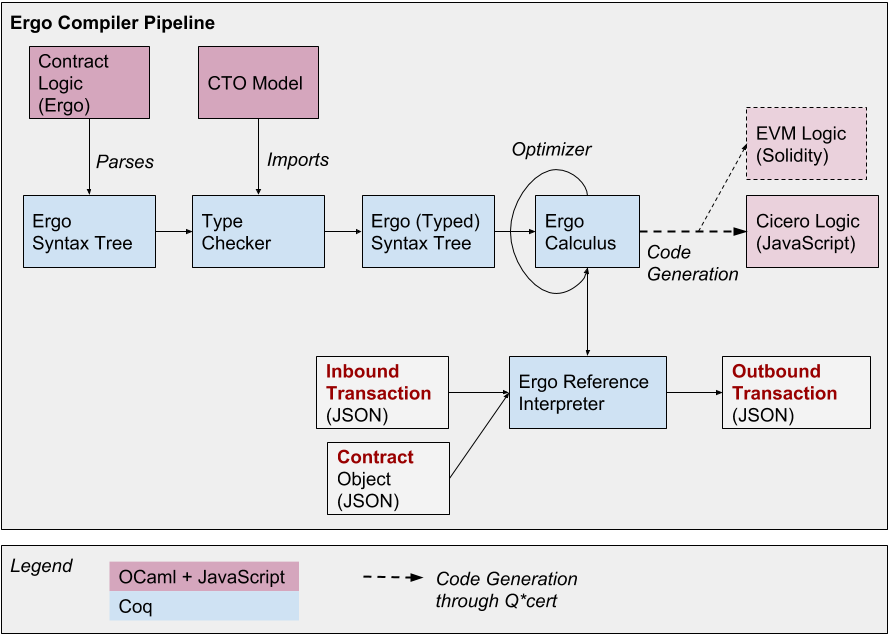 Ergo Compiler Pipeline
Contract
Logic
(Ergo)
CTO Model
Parses
Imports
Optimizer
EVM Logic
(Solidity)
Ergo
Syntax Tree
Type
Checker
Ergo (Typed)
Syntax Tree
Ergo
Calculus
Code
Generation
Cicero Logic
(JavaScript)
Inbound
Transaction
(JSON)
Ergo Reference
Interpreter
Outbound
Transaction
(JSON)
Contract
Object
(JSON)
Legend
OCaml + JavaScript
Coq
Code Generation
through Q*cert